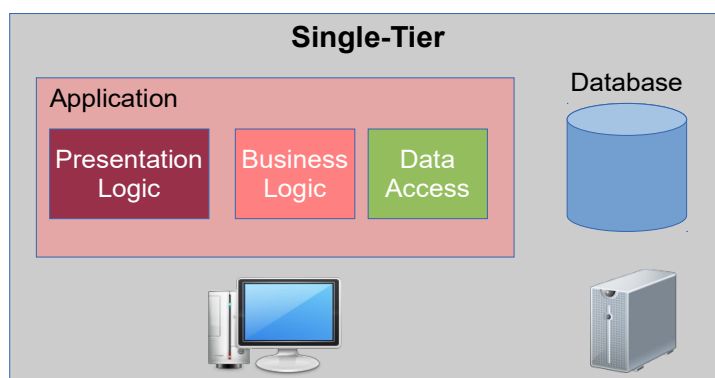 Single-Tier
Application
Database
Presentation
Logic
Business
Logic
Data
Access